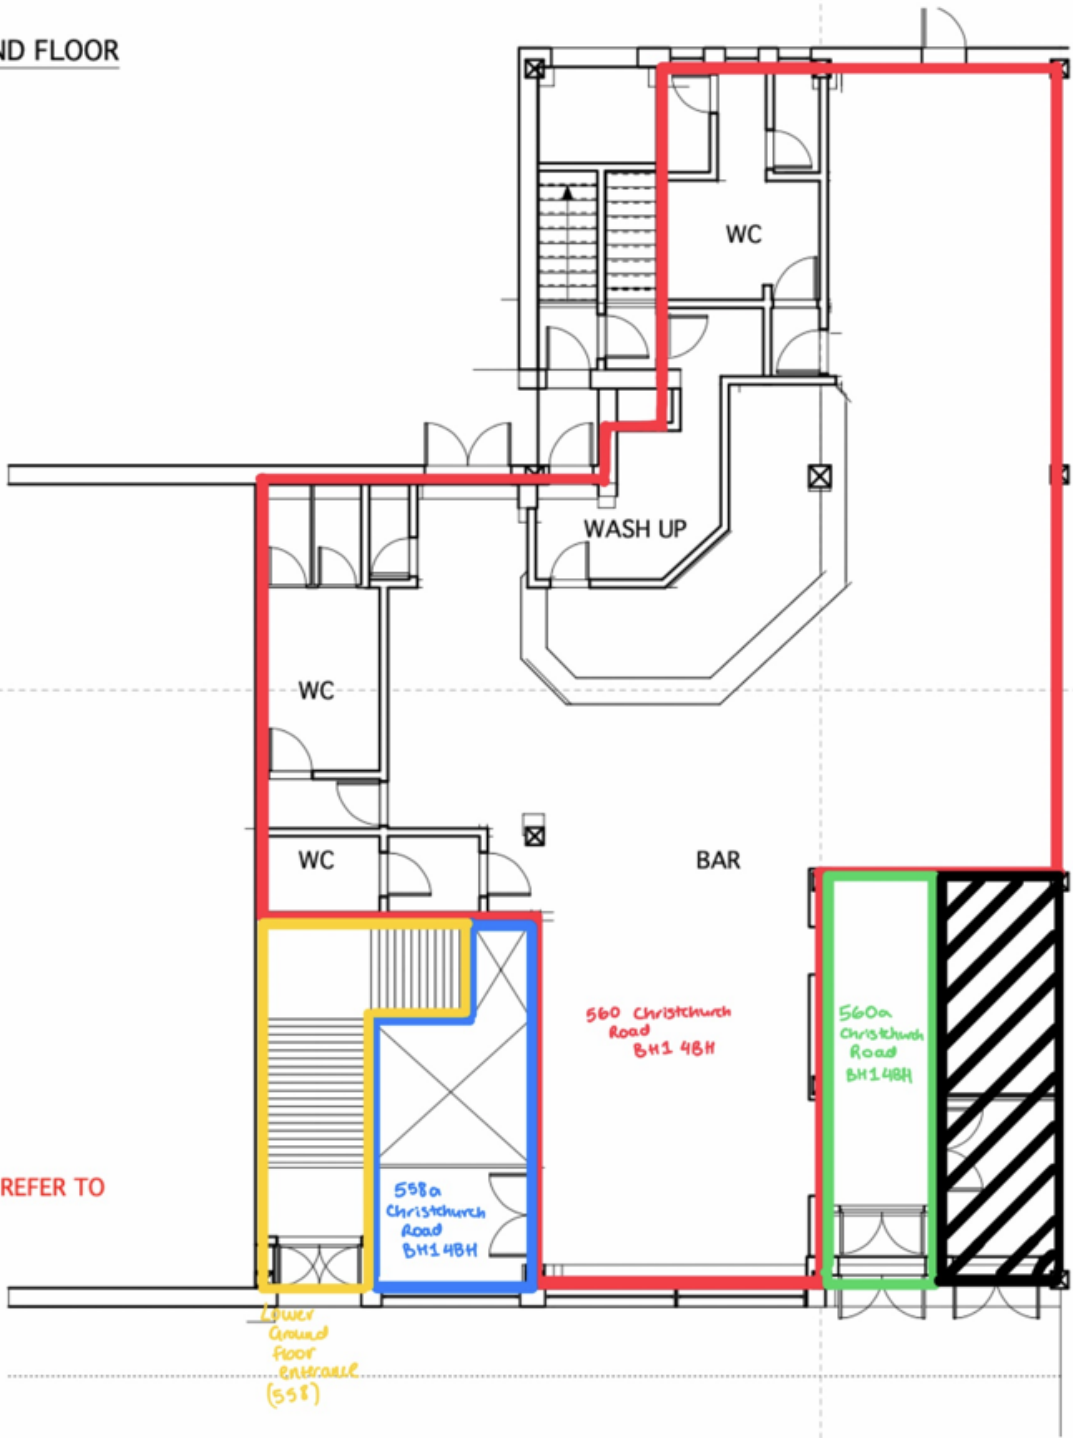 ND FLOOR
WC
WASH UP
WC
WC
BAR
560 Christchurch
Road
BH1 4BH
560a
Christchurch
Road
BH1 4BH
REFER TO
558a
Christchurch
Road
BH1 4BH
Lower
Ground
floor
entrance
(558)